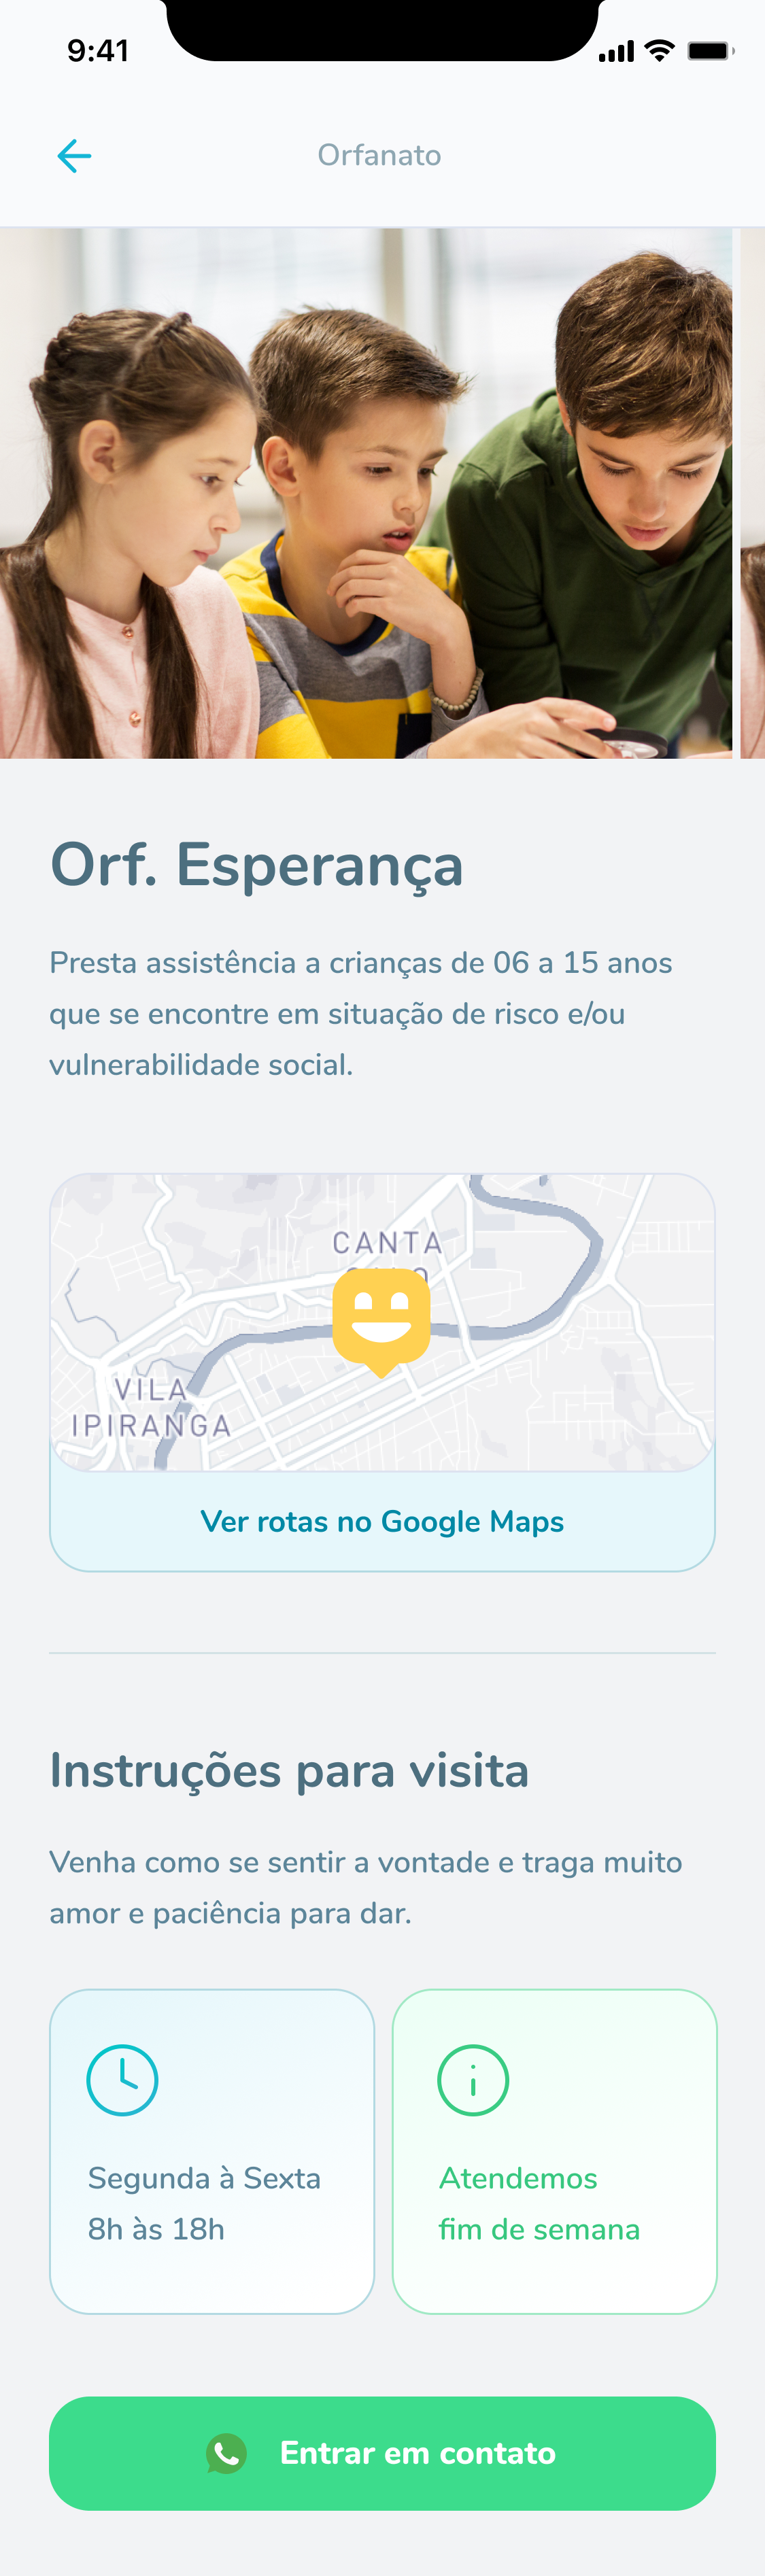 9:41
Orfanato
Orf. Esperança
Presta assistência a crianças de 06 a 15 anos
que se encontre em situação de risco e/ou
vulnerabilidade social.
CANTA
VILA
IPIRANGA
Ver rotas no Google Maps
Instruções para visita
Venha como se sentir a vontade e traga muito
amor e paciência para dar.
Segunda à Sexta
8h às 18h
Atendemos
fim de semana
Entrar em contato